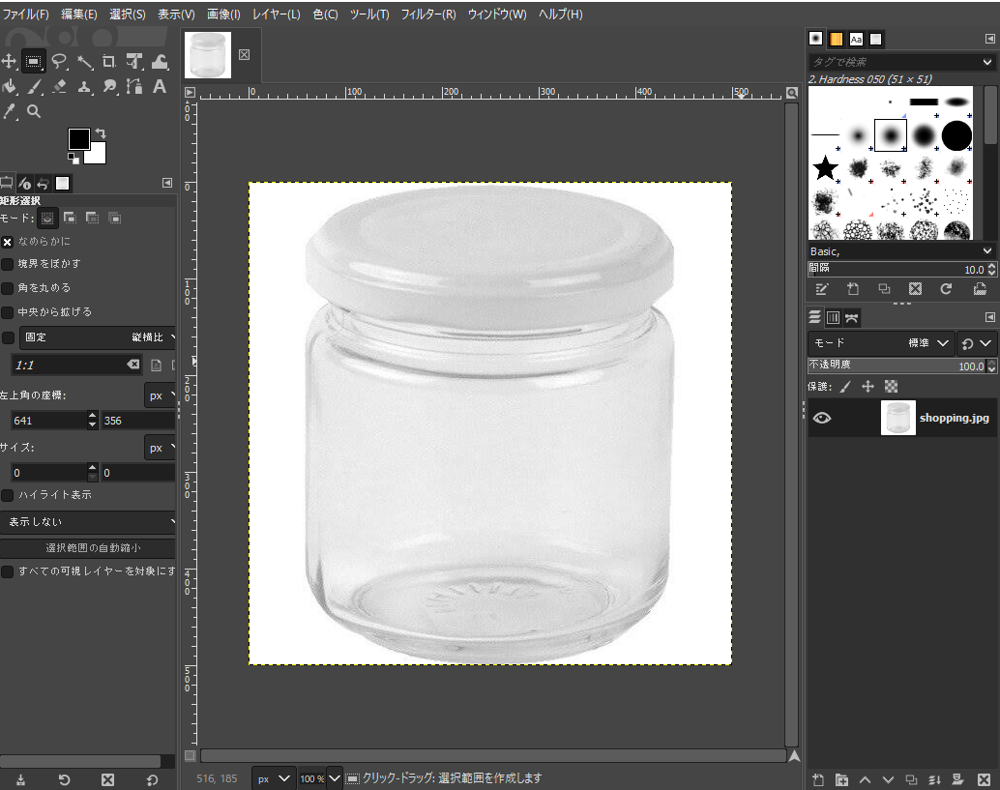 ファイル(F) 編集(E) 選択(S) 表示(V) 画像(I) レイヤー(L) 色(C) ツール(T) フィルター(R) ウィンドウ(W) ヘルプ(H)
矩形選択
モード:
なめらかに
境界をぼかす
角を丸める
中央から拡げる
固定 縦横比
1:1
左上角の座標: px
641 356
サイズ: px
0 0
ハイライト表示
表示しない
選択範囲の自動縮小
すべての可視レイヤーを対象にす
0 100 200 300 400 500
0
100
200
300
400
500
516, 185 px 100 % クリック-ドラッグ: 選択範囲を作成します
Aa
タグで検索
2. Hardness 050 (51 × 51)
Basic,
間隔 10.0
モード 標準
不透明度 100.0
保護:
shopping.jpg